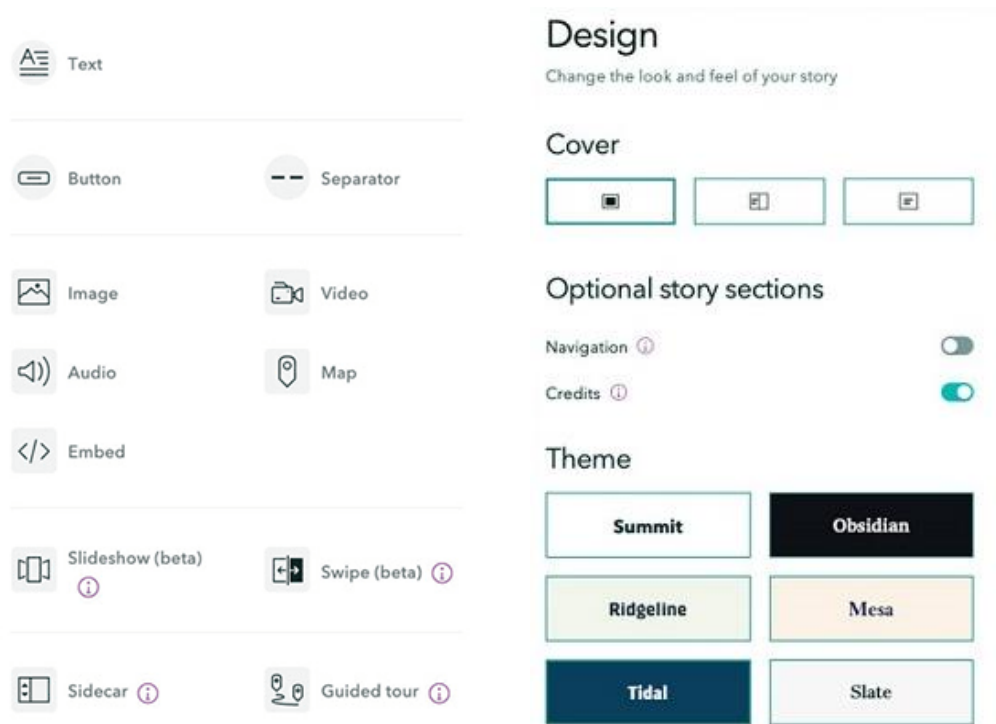 Text
Button
Separator
Image
Video
Audio
Map
Embed
Slideshow (beta)
Swipe (beta)
Sidecar
Guided tour
Design
Change the look and feel of your story
Cover
Optional story sections
Navigation
Credits
Theme
Summit
Obsidian
Ridgeline
Mesa
Tidal
Slate